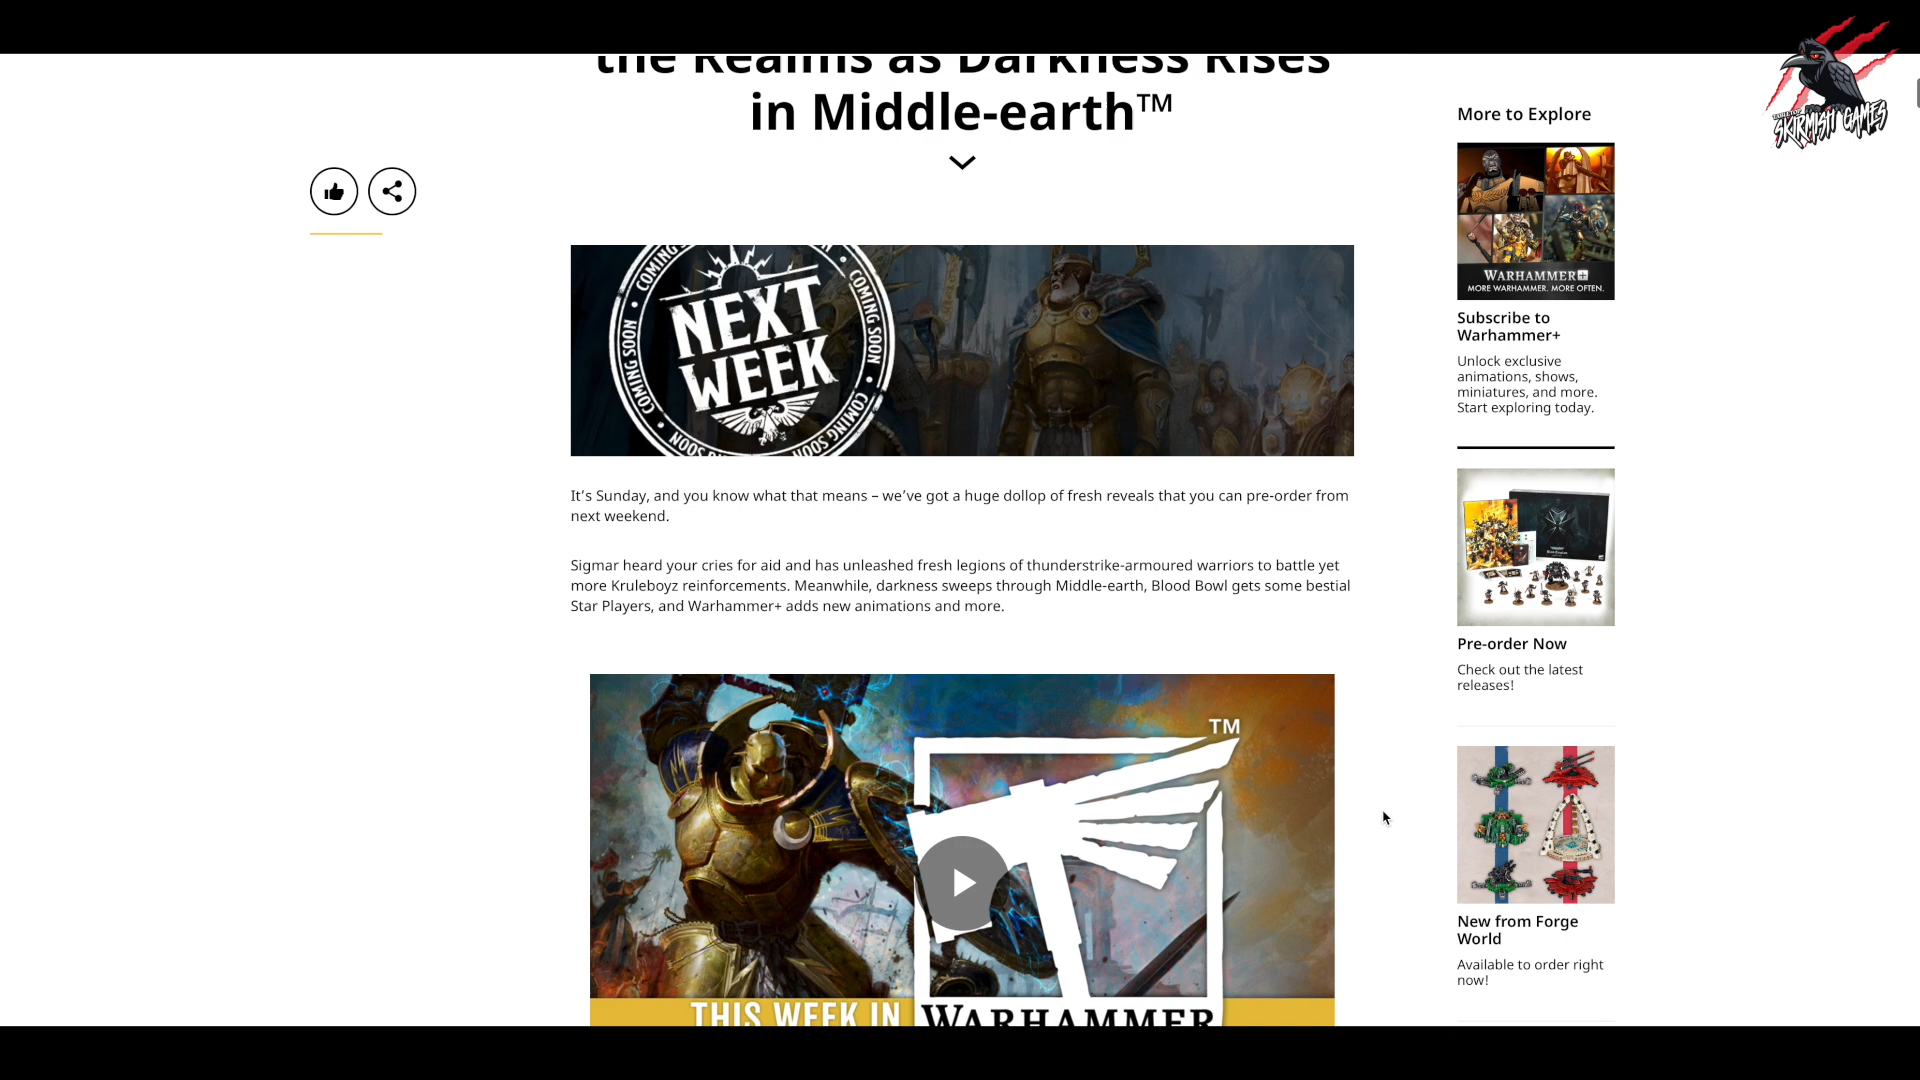 the Realms as Darkness Rises
in Middle-earth™
More to Explore
SKIRMISH GAMES
COMING SOON • COMING SOON
NEXT
WEEK
WARHAMMER+
MORE WARHAMMER. MORE OFTEN.
Subscribe to
Warhammer+
Unlock exclusive
animations, shows,
miniatures, and more.
Start exploring today.
It’s Sunday, and you know what that means – we’ve got a huge dollop of fresh reveals that you can pre-order from
next weekend.
Sigmar heard your cries for aid and has unleashed fresh legions of thunderstrike-armoured warriors to battle yet
more Kruleboyz reinforcements. Meanwhile, darkness sweeps through Middle-earth, Blood Bowl gets some bestial
Star Players, and Warhammer+ adds new animations and more.
Pre-order Now
Check out the latest
releases!
TM
THIS WEEK IN WARHAMMER
New from Forge
World
Available to order right
now!